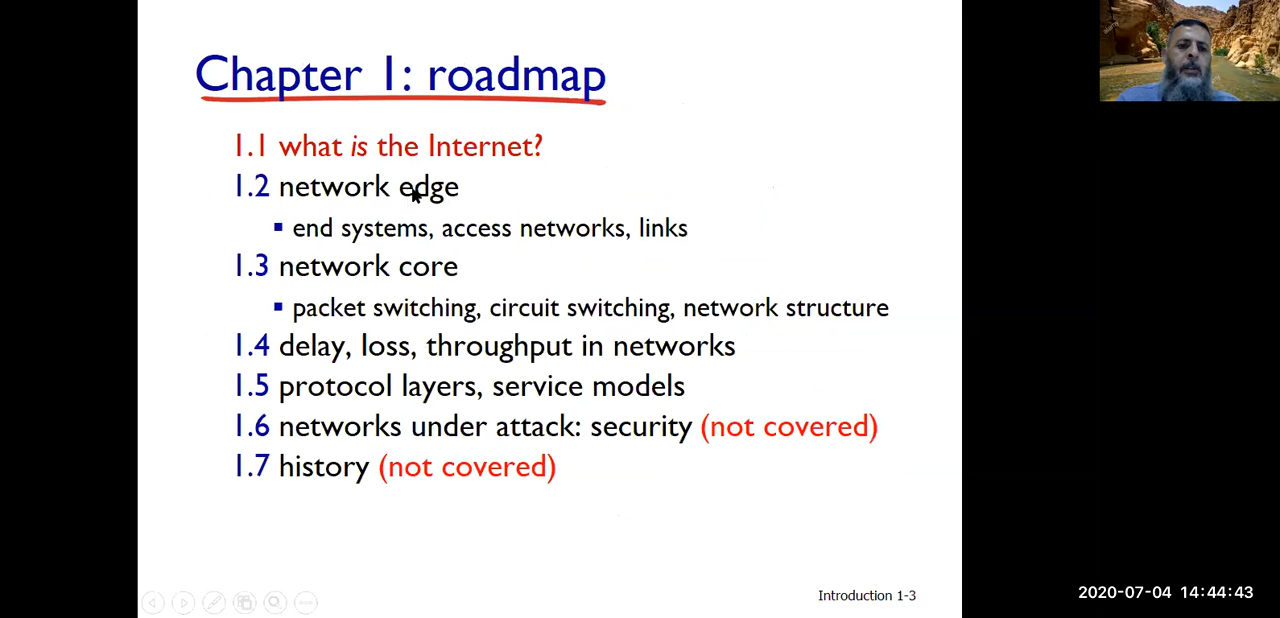 Chapter 1: roadmap
1.1 what is the Internet?
1.2 network edge
▪ end systems, access networks, links
1.3 network core
▪ packet switching, circuit switching, network structure
1.4 delay, loss, throughput in networks
1.5 protocol layers, service models
1.6 networks under attack: security (not covered)
1.7 history (not covered)
Introduction 1-3
2020-07-04 14:44:43